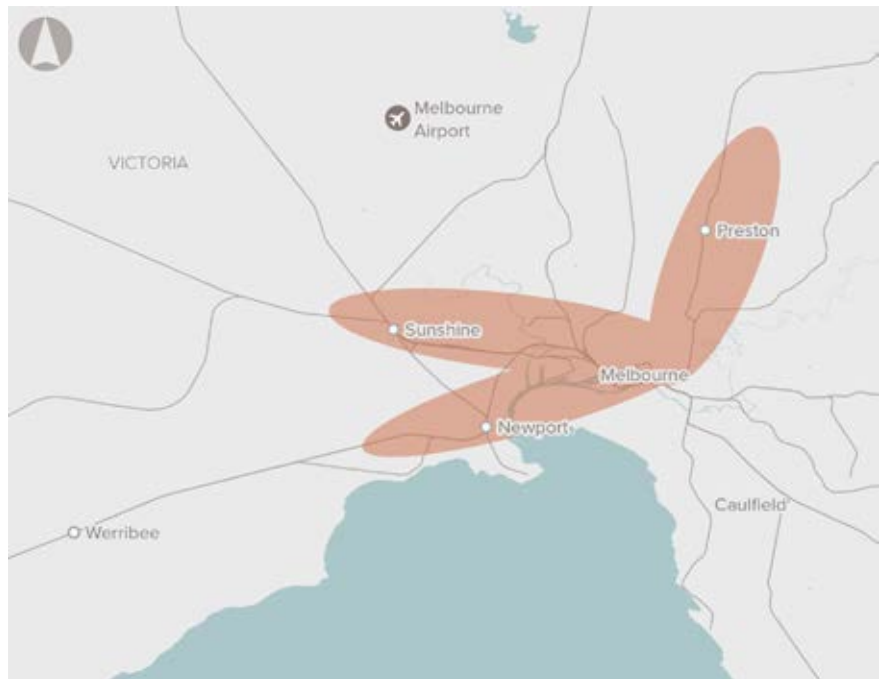 Melbourne
Airport
VICTORIA
Preston
Sunshine
Melbourne
Newport
Caulfield
Werribee